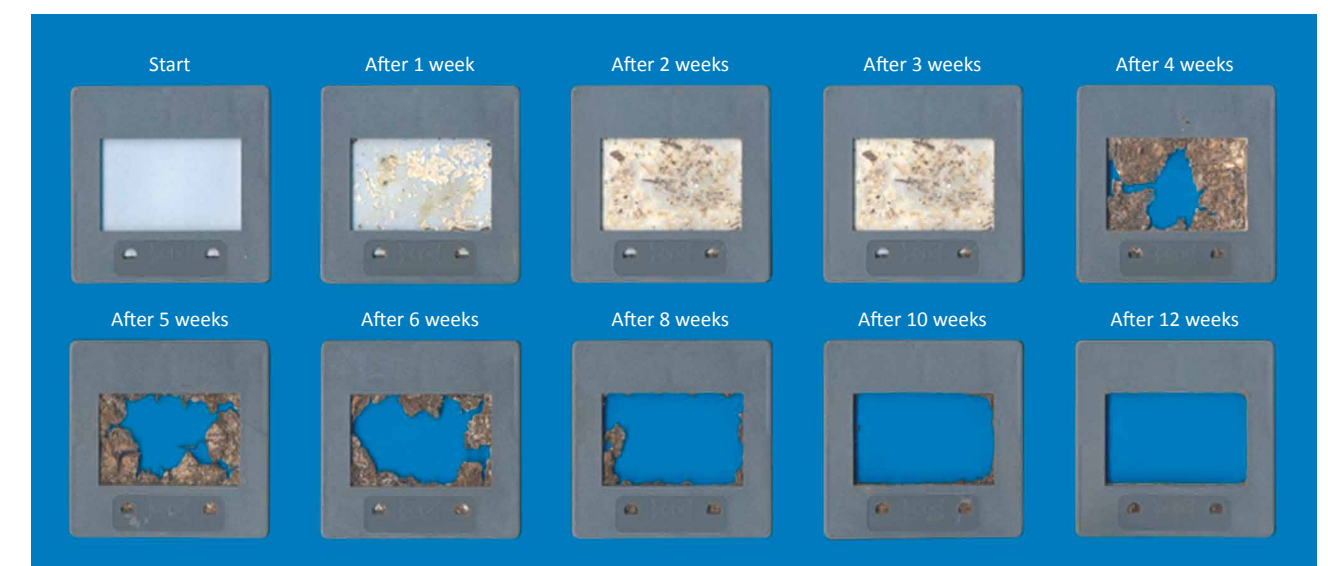 Start
After 1 week
After 2 weeks
After 3 weeks
After 4 weeks
After 5 weeks
After 6 weeks
After 8 weeks
After 10 weeks
After 12 weeks